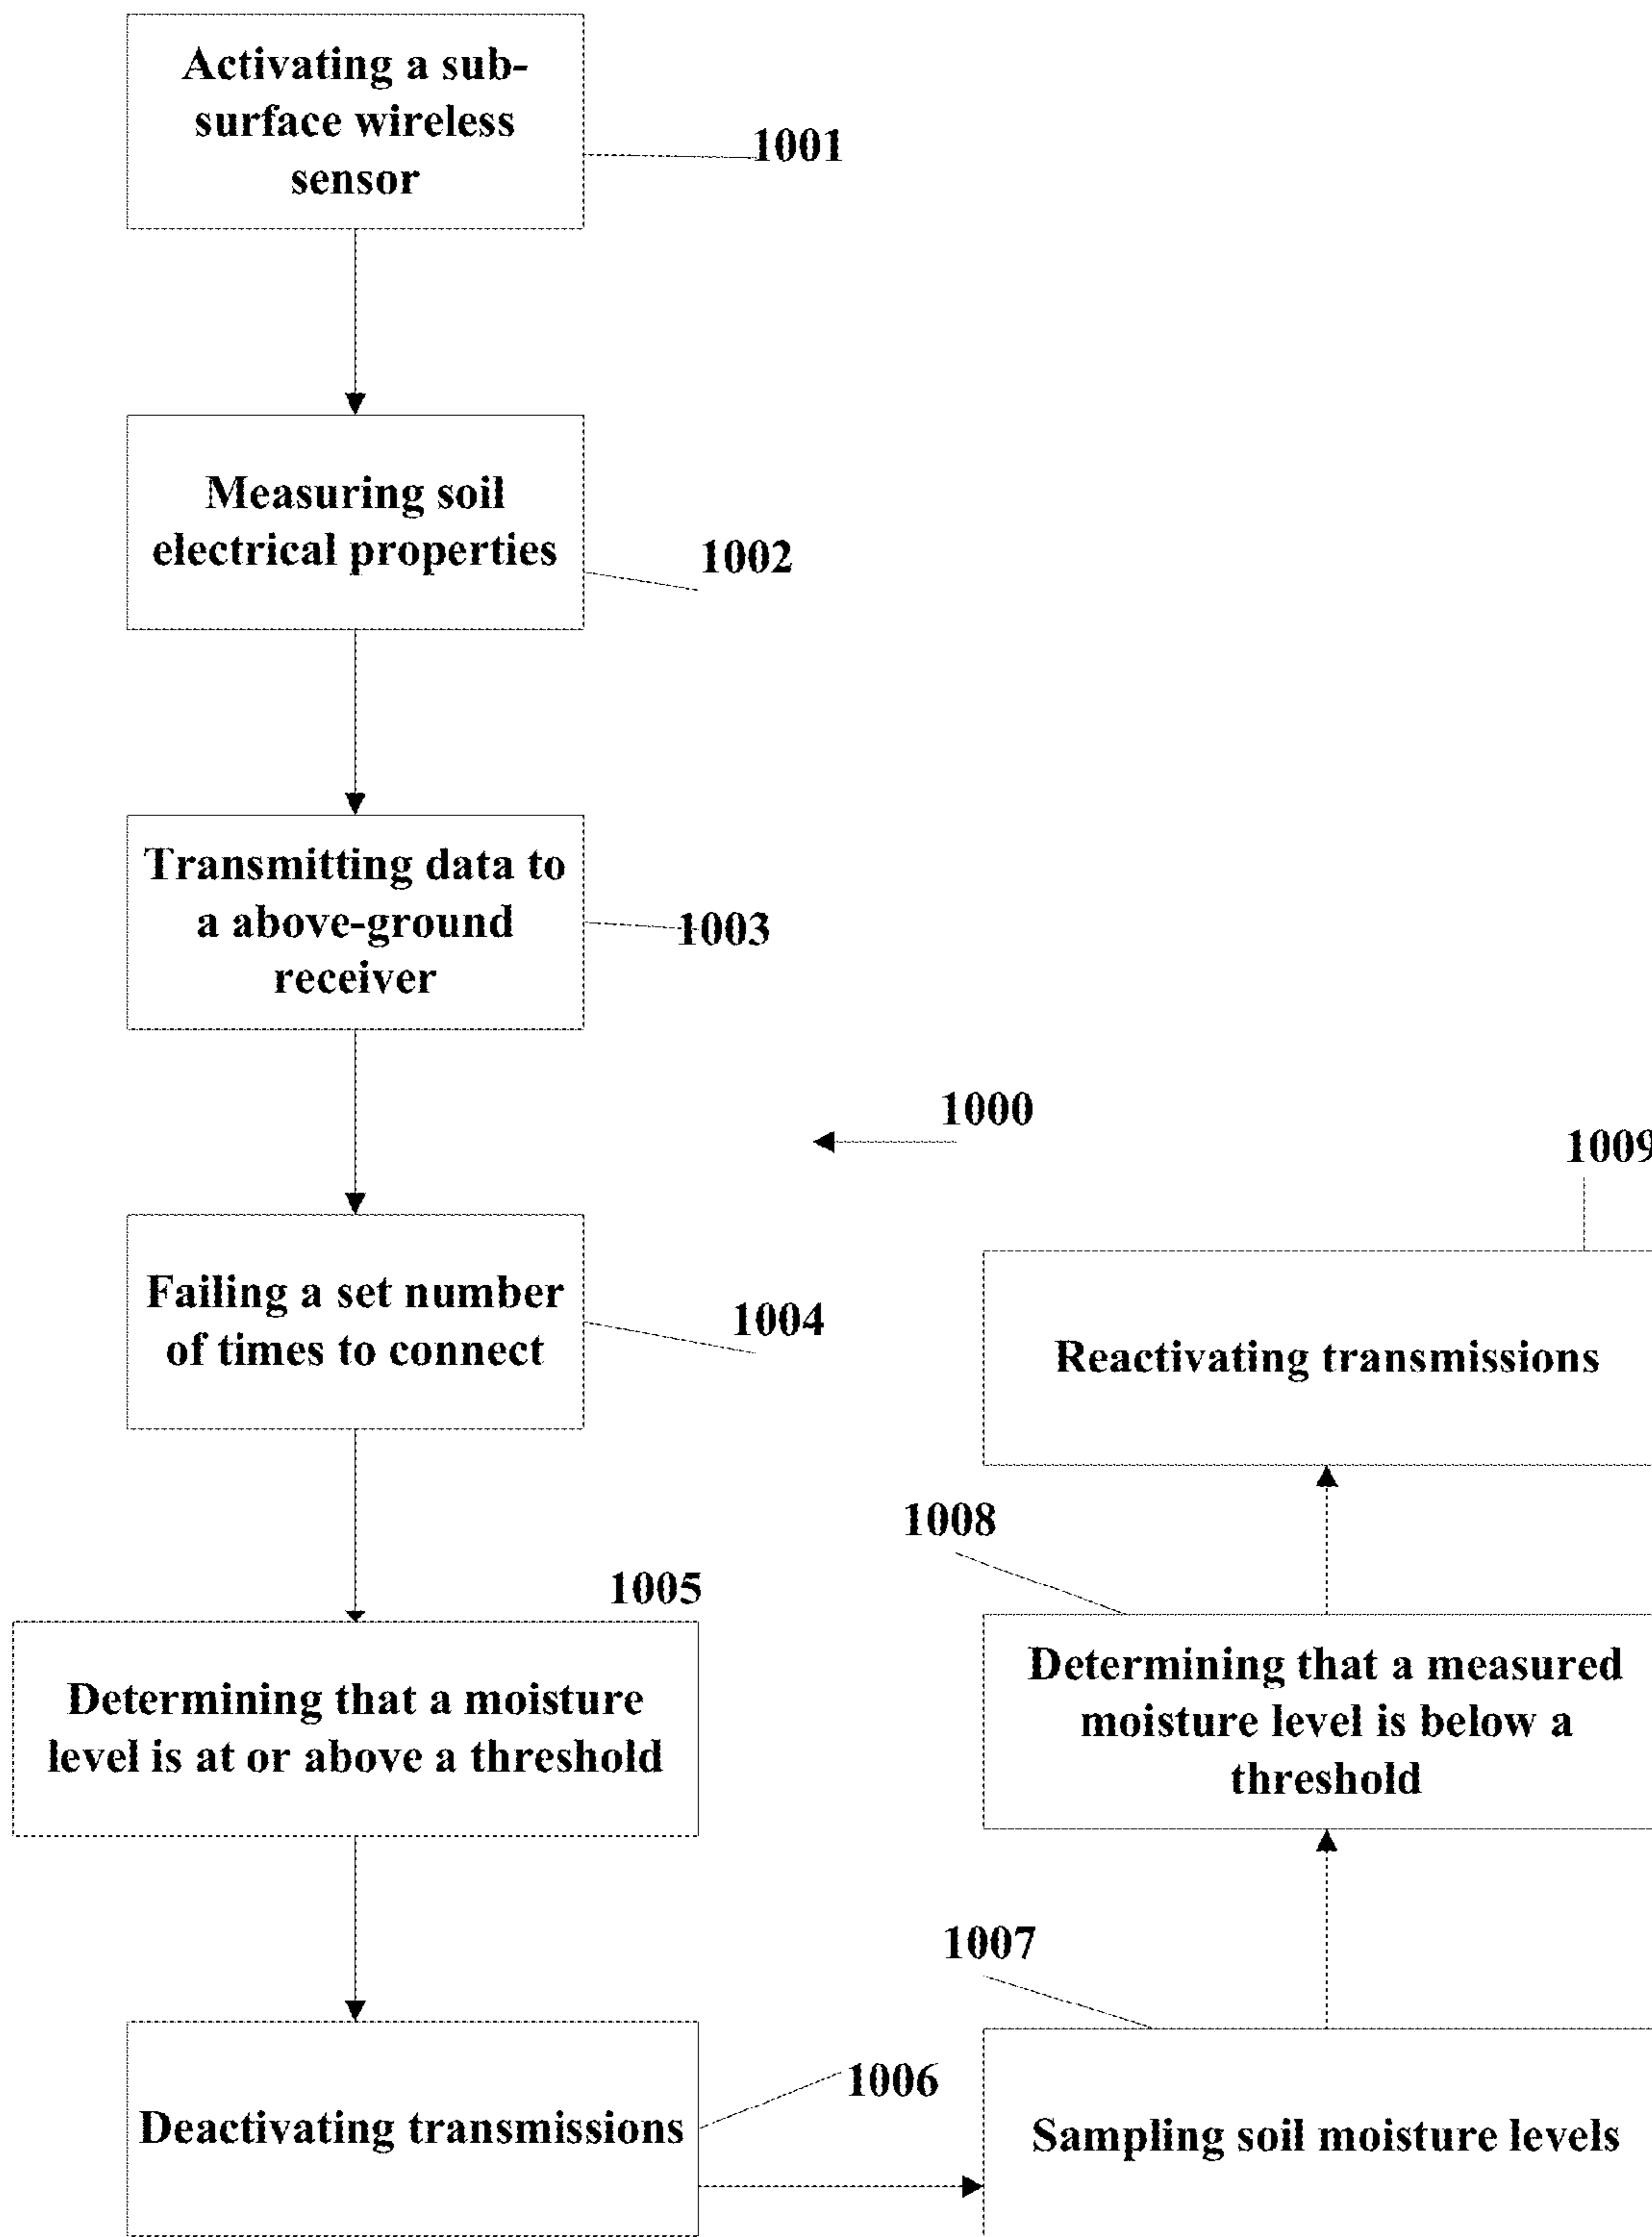 Activating a sub-
surface wireless
sensor
1001
Measuring soil
electrical properties
1002
Transmitting data to
a above-ground
receiver
1003
1000
Failing a set number
of times to connect
1004
1005
Determining that a moisture
level is at or above a threshold
Deactivating transmissions
1006
1007
Sampling soil moisture levels
1008
Determining that a measured
moisture level is below a
threshold
1009
Reactivating transmissions